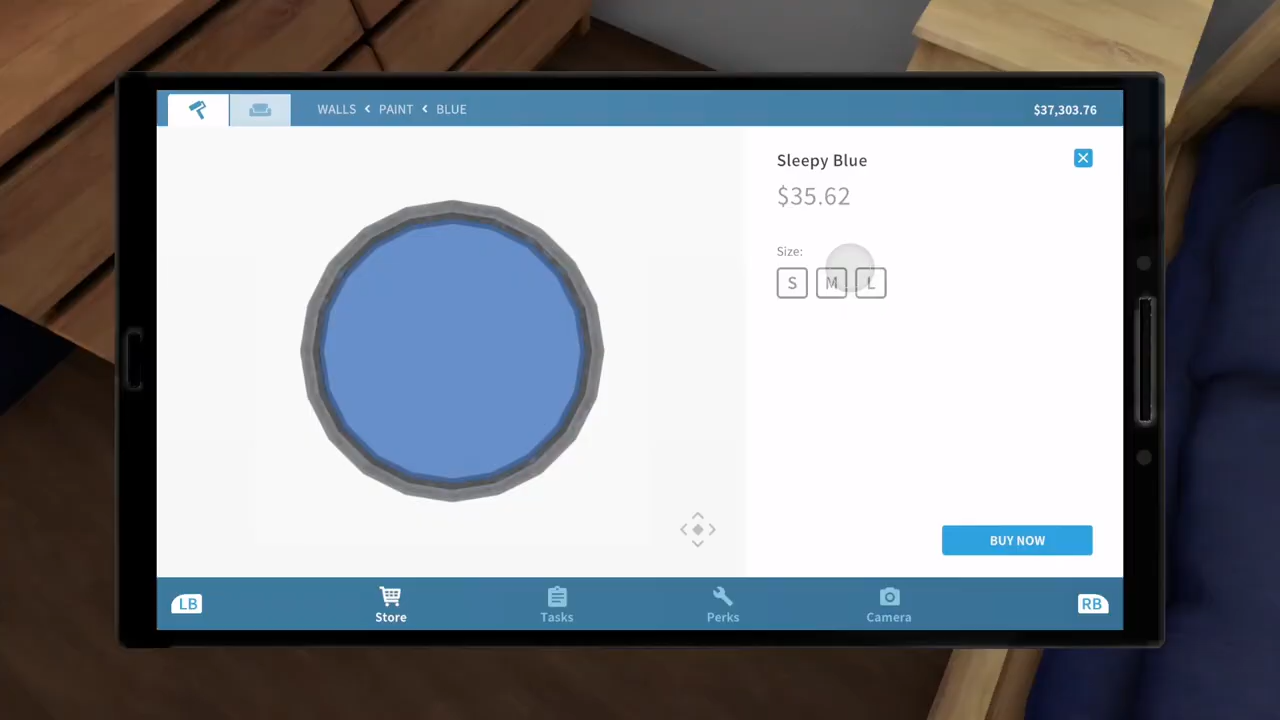 WALLS < PAINT < BLUE
$37,303.76
Sleepy Blue
$35.62
Size:
S M L
BUY NOW
LB
Store
Tasks
Perks
Camera
RB